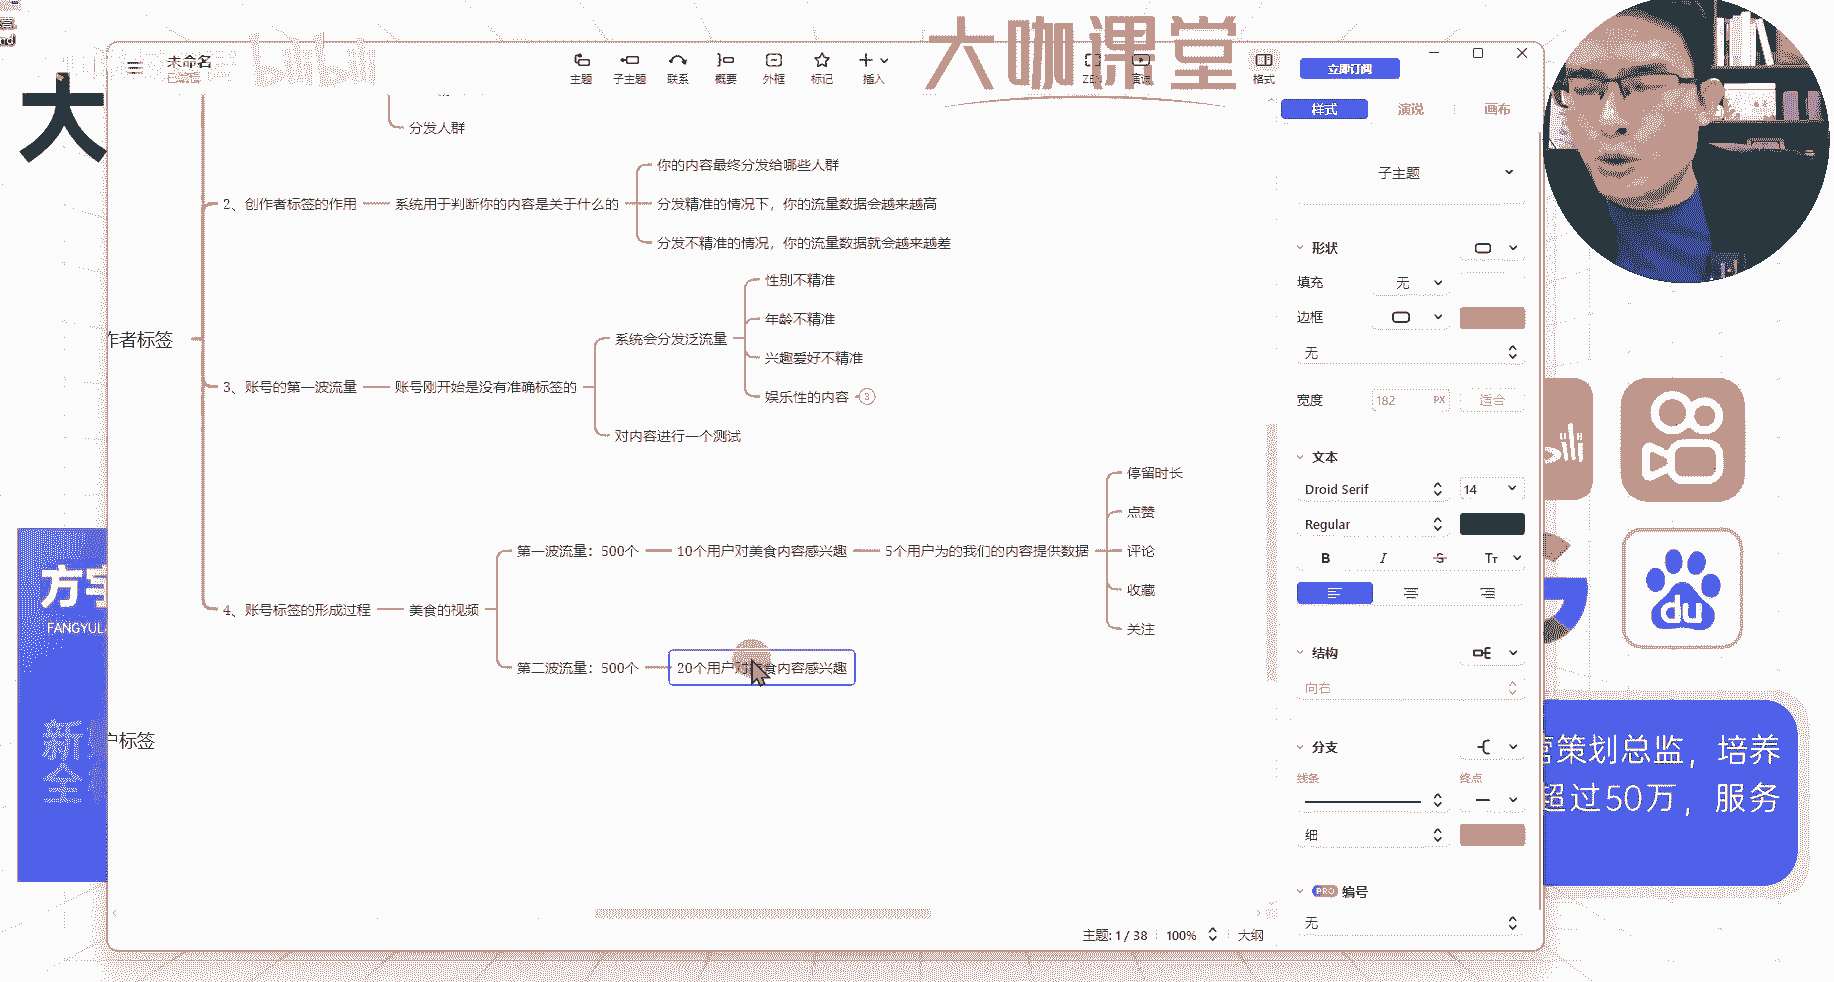 大咖课堂
bilibili
大
未命名
已编辑
主题
子主题
联系
概要
外框
标记
插入
ZEN
演说
格式
立即订阅
样式
演说
画布
分发人群
2、创作者标签的作用
系统用于判断你的内容是关于什么的
你的内容最终分发给哪些人群
分发精准的情况下，你的流量数据会越来越高
分发不精准的情况，你的流量数据就会越来越差
作者标签
3、账号的第一波流量
账号刚开始是没有准确标签的
系统会分发泛流量
性别不精准
年龄不精准
兴趣爱好不精准
娱乐性的内容
3
对内容进行一个测试
4、账号标签的形成过程
美食的视频
第一波流量：500个
10个用户对美食内容感兴趣
5个用户为的我们的内容提供数据
停留时长
点赞
评论
收藏
关注
第二波流量：500个
20个用户对美食内容感兴趣
户标签
子主题
形状
填充
无
边框
无
宽度
182
PX
适合
文本
Droid Serif
14
Regular
B I S Tт
结构
向右
分支
线条
终点
细
PRO 编号
无
主题: 1 / 38
100%
大纲
FANGYUL
新
全
du
营策划总监，培养
超过50万，服务